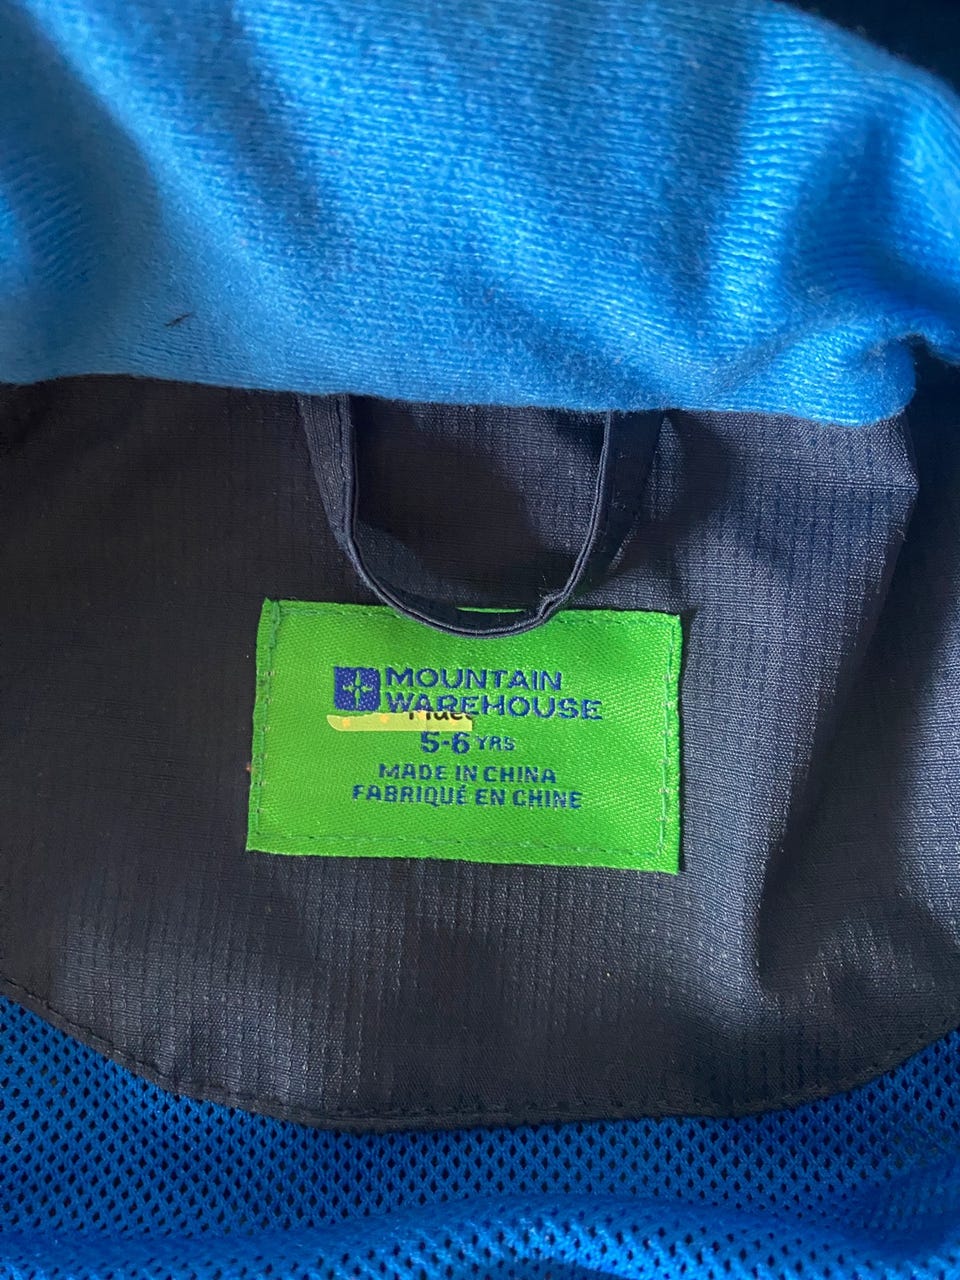 MOUNTAIN
WAREHOUSE
5-6 YRS
MADE IN CHINA
FABRIQUÉ EN CHINE